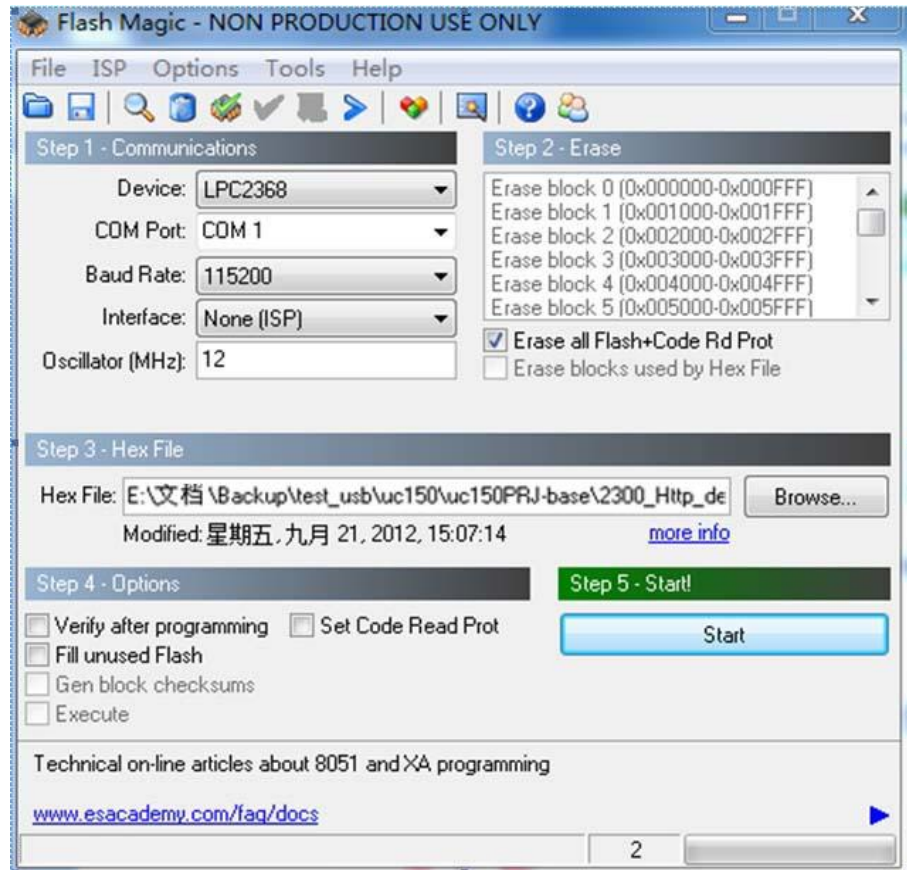 Flash Magic - NON PRODUCTION USE ONLY
File ISP Options Tools Help
Step 1 - Communications
Device: LPC2368
COM Port: COM 1
Baud Rate: 115200
Interface: None (ISP)
Oscillator (MHz): 12
Step 2 - Erase
Erase block 0 (0x000000-0x000FFF)
Erase block 1 (0x001000-0x001FFF)
Erase block 2 (0x002000-0x002FFF)
Erase block 3 (0x003000-0x003FFF)
Erase block 4 (0x004000-0x004FFF)
Erase block 5 (0x005000-0x005FFF)
Erase all Flash+Code Rd Prot
Erase blocks used by Hex File
Step 3 - Hex File
Hex File: E:\文档\Backup\test_usb\uc150\uc150PRJ-base\2300_Http_de Browse...
Modified: 星期五, 九月 21, 2012, 15:07:14 more info
Step 4 - Options
Verify after programming Set Code Read Prot
Fill unused Flash
Gen block checksums
Execute
Step 5 - Start!
Start
Technical on-line articles about 8051 and XA programming
www.esacademy.com/faq/docs
2